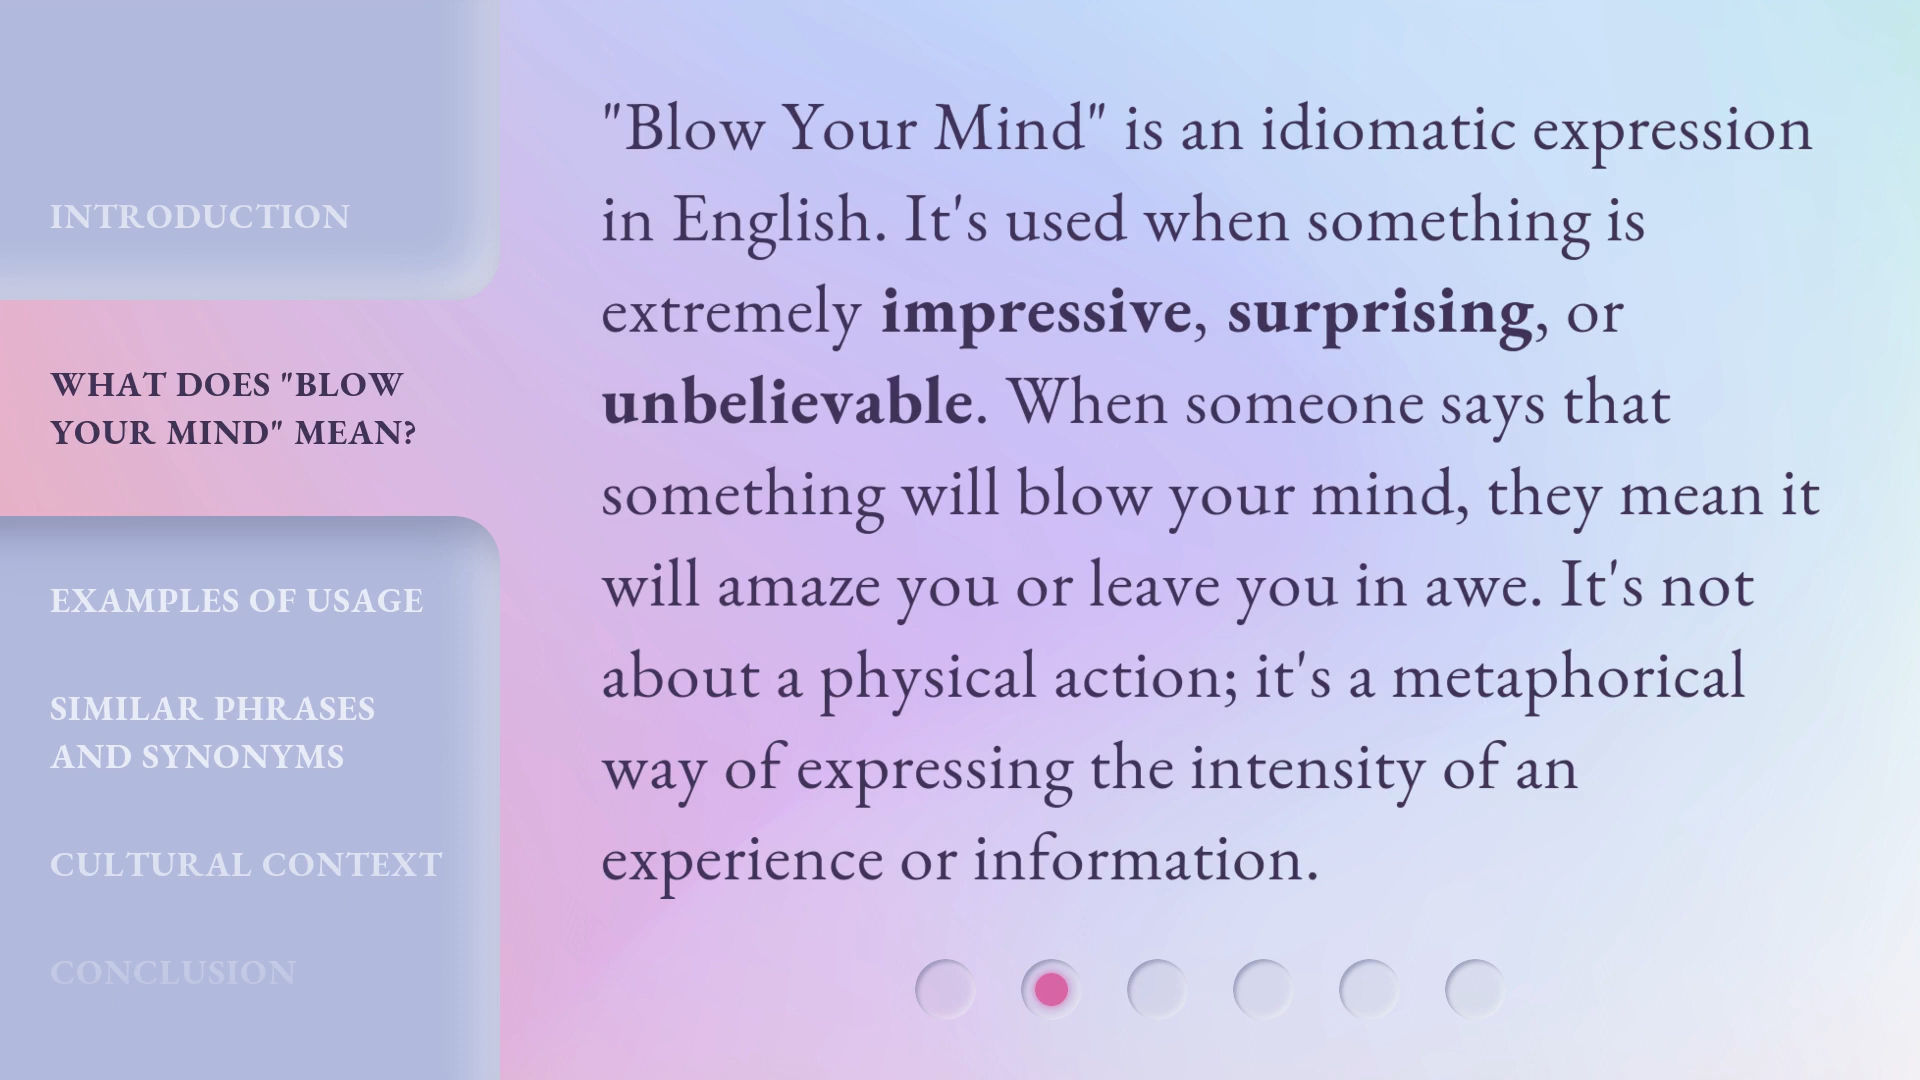 INTRODUCTION
WHAT DOES "BLOW
YOUR MIND" MEAN?
EXAMPLES OF USAGE
SIMILAR PHRASES
AND SYNONYMS
CULTURAL CONTEXT
CONCLUSION
"Blow Your Mind" is an idiomatic expression
in English. It's used when something is
extremely impressive, surprising, or
unbelievable. When someone says that
something will blow your mind, they mean it
will amaze you or leave you in awe. It's not
about a physical action; it's a metaphorical
way of expressing the intensity of an
experience or information.